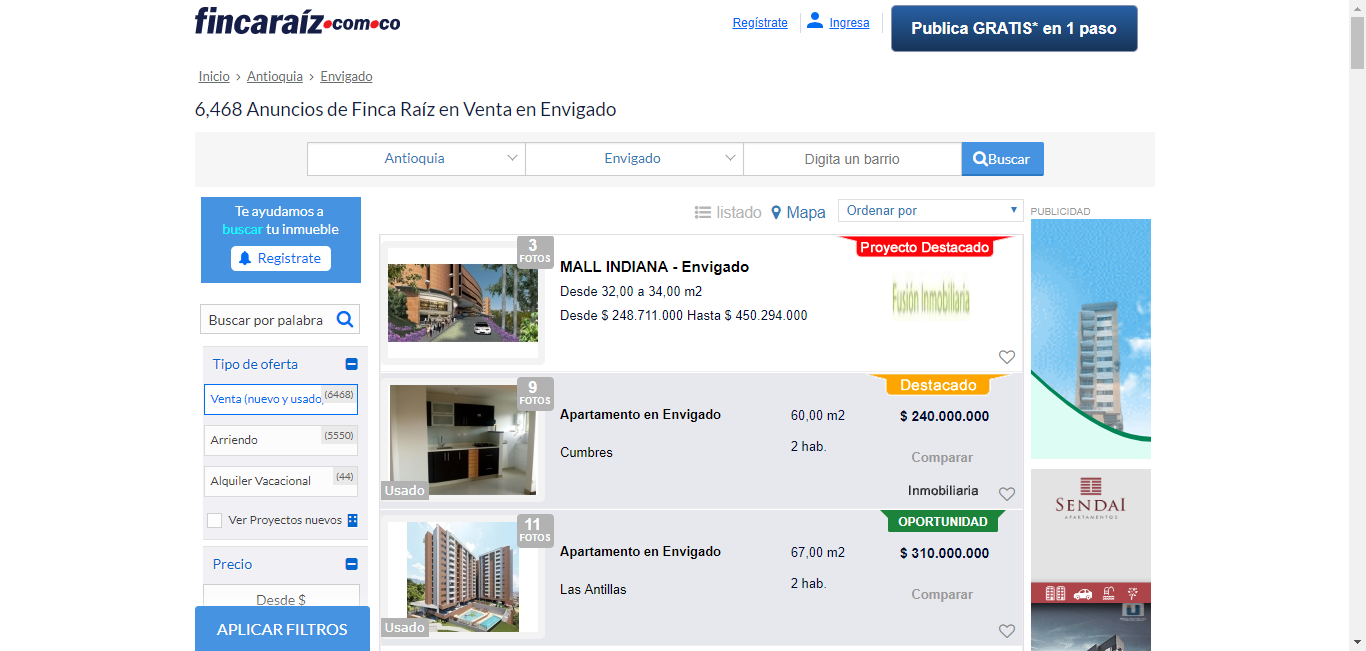 fincaraíz.com.co
Regístrate
Ingresa
Publica GRATIS* en 1 paso
Inicio › Antioquia › Envigado
6,468 Anuncios de Finca Raíz en Venta en Envigado
Antioquia
Envigado
Digita un barrio
Buscar
Te ayudamos a
buscar tu inmueble
Registrate
Buscar por palabra
Tipo de oferta
Venta (nuevo y usado
(6468)
Arriendo
(5550)
Alquiler Vacacional
(44)
Ver Proyectos nuevos
Precio
Desde $
APLICAR FILTROS
listado
Mapa
Ordenar por
3
FOTOS
MALL INDIANA - Envigado
Desde 32,00 a 34,00 m2
Desde $ 248.711.000 Hasta $ 450.294.000
Proyecto Destacado
Fusión Inmobiliaria
9
FOTOS
Usado
Apartamento en Envigado
Cumbres
60,00 m2
2 hab.
Destacado
$ 240.000.000
Comparar
Inmobiliaria
11
FOTOS
Usado
Apartamento en Envigado
Las Antillas
67,00 m2
2 hab.
OPORTUNIDAD
$ 310.000.000
Comparar
PUBLICIDAD
SENDAI
APARTAMENTOS